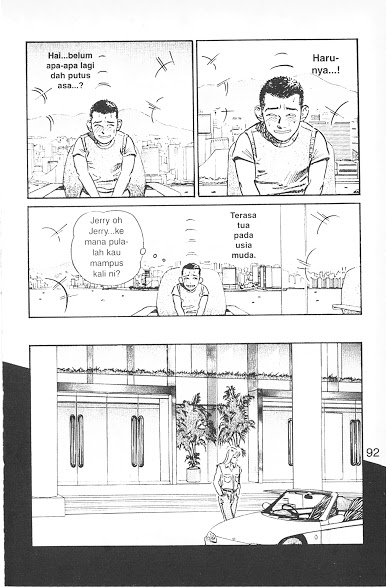 Hai...belum
apa-apa lagi
dah putus
asa...?
Haru-
nya...!
Jerry oh
Jerry...ke
mana pula-
lah kau
mampus
kali ni?
Terasa
tua
pada
usia
muda.
92